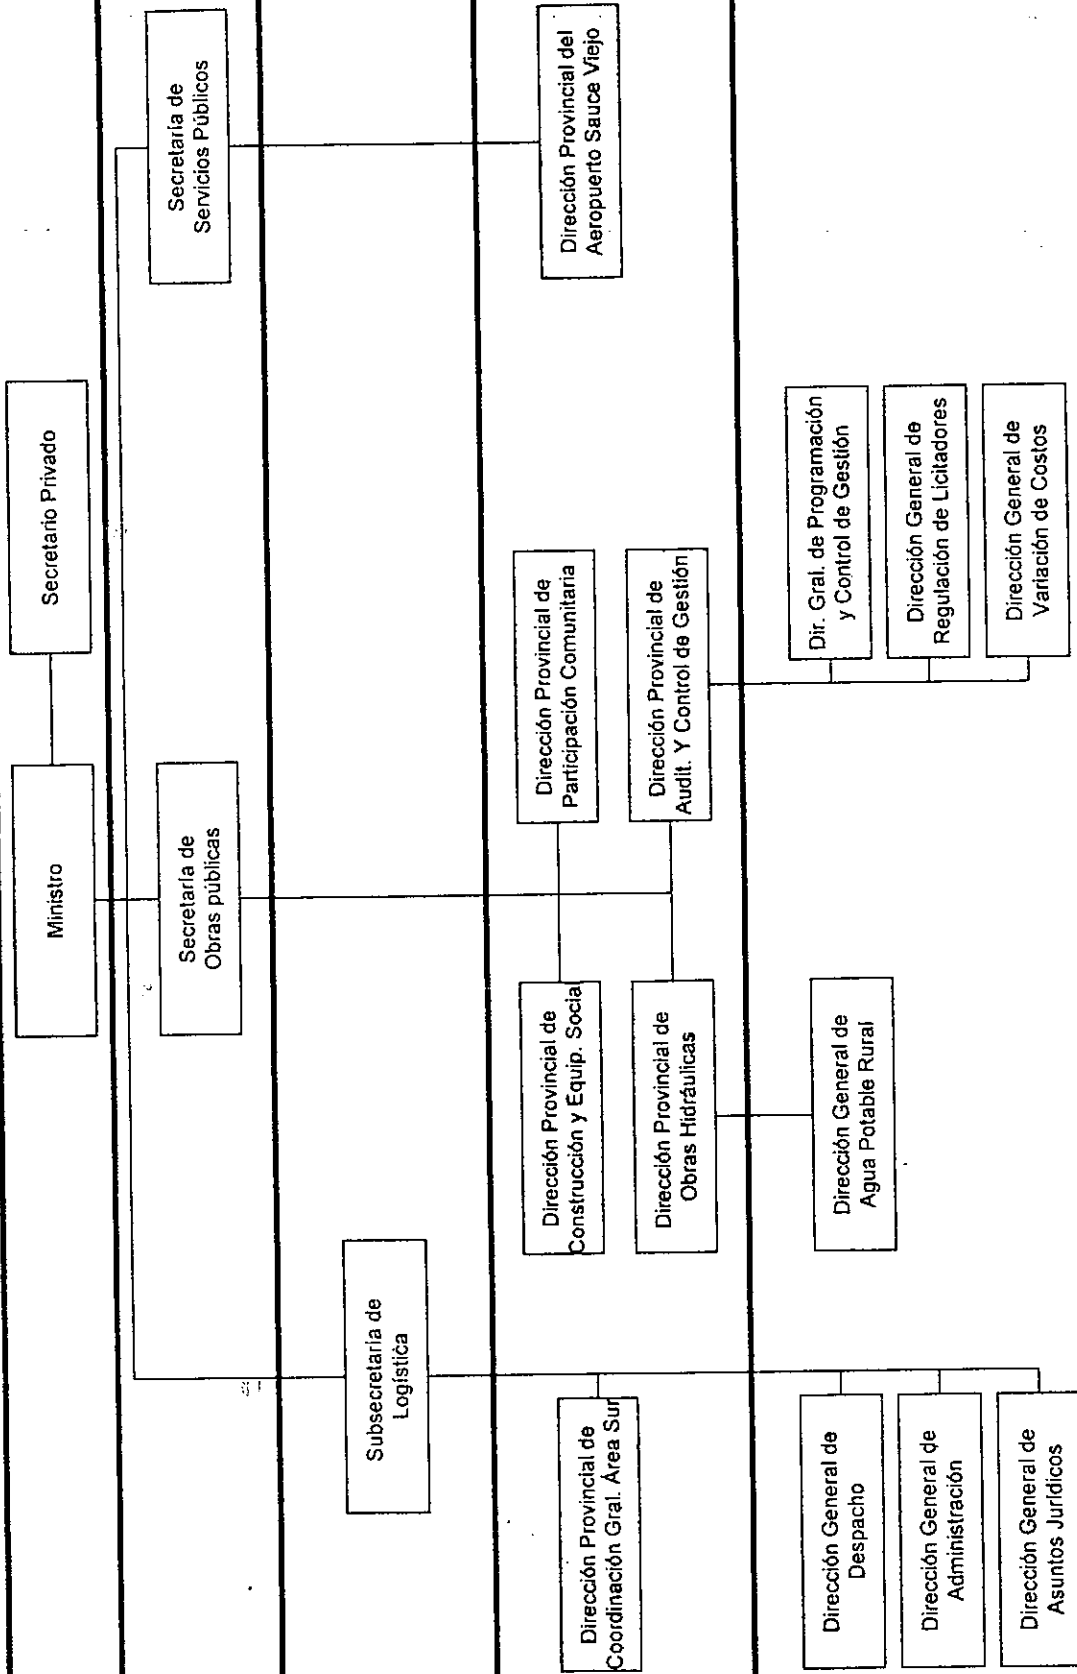 Ministro
Secretario Privado
Secretaría de
Obras públicas
Secretaría de
Servicios Públicos
Subsecretaría de
Logística
Dirección Provincial de
Coordinación Gral. Área Sur
Dirección Provincial de
Construcción y Equip. Social
Dirección Provincial de
Participación Comunitaria
Dirección Provincial del
Aeropuerto Sauce Viejo
Dirección Provincial de
Obras Hidráulicas
Dirección Provincial de
Audit. Y Control de Gestión
Dirección General de
Despacho
Dirección General de
Administración
Dirección General de
Asuntos Jurídicos
Dirección General de
Agua Potable Rural
Dir. Gral. de Programación
y Control de Gestión
Dirección General de
Regulación de Licitadores
Dirección General de
Variación de Costos